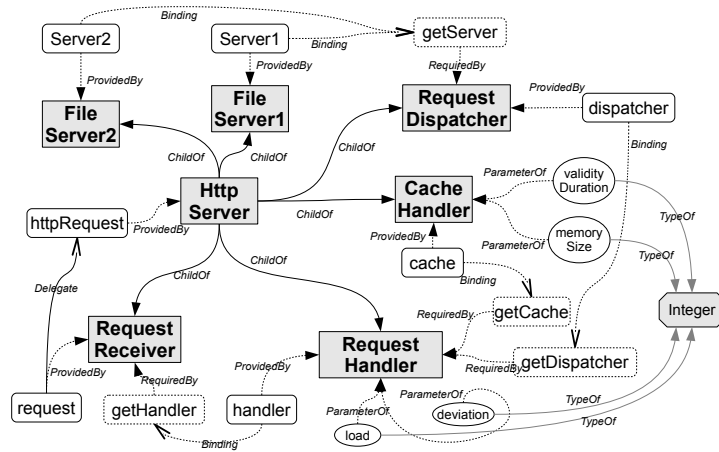 Binding
Server2
Server1
Binding
getServer
ProvidedBy
ProvidedBy
RequiredBy
File
Server2
File
Server1
Request
Dispatcher
ProvidedBy
dispatcher
ChildOf
ChildOf
ChildOf
Binding
Http
Server
ChildOf
Cache
Handler
ParameterOf
validity
Duration
httpRequest
ProvidedBy
TypeOf
ProvidedBy
ParameterOf
memory
Size
cache
TypeOf
ChildOf
ChildOf
Binding
Delegate
getCache
Integer
RequiredBy
Request
Receiver
Request
Handler
getDispatcher
RequiredBy
ProvidedBy
ProvidedBy
RequiredBy
ParameterOf
request
getHandler
handler
ParameterOf
deviation
TypeOf
load
TypeOf
Binding